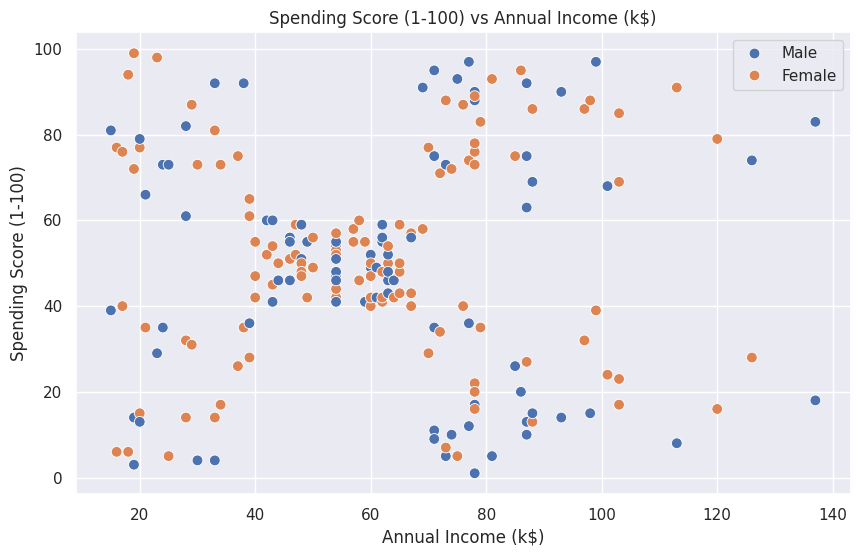 Spending Score (1-100) vs Annual Income (k$)
Male
Female
Spending Score (1-100)
100
80
60
40
20
0
20 40 60 80 100 120 140
Annual Income (k$)